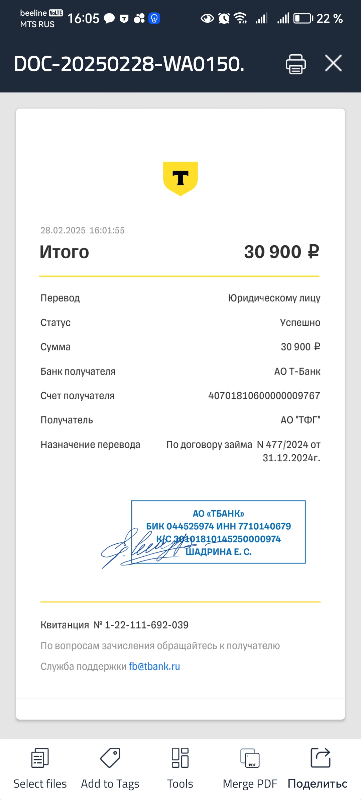 beeline 16:05 22 %
MTS RUS
DOC-20250228-WA0150.
T
28.02.2025 16:01:55
Итого 30 900 ₽
Перевод Юридическому лицу
Статус Успешно
Сумма 30 900 ₽
Банк получателя АО Т-Банк
Счет получателя 40701810600000009767
Получатель АО "ТФГ"
Назначение перевода По договору займа N 477/2024 от
31.12.2024г.
АО «ТБАНК»
БИК 044525974 ИНН 7710140679
К/С 30101810145250000974
ШАДРИНА Е. С.
Квитанция № 1-22-111-692-039
По вопросам зачисления обращайтесь к получателю
Служба поддержки fb@tbank.ru
Select files Add to Tags Tools Merge PDF Поделитьс